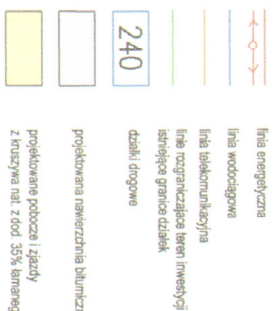 linia energetyczna
linia wodociągowa
linia telekomunikacyjna
linie rozgraniczające teren inwestycji
istniejące granice działek
240
działki drogowe
projektowana nawierzchnia bitumiczn
projektowane pobocze i zjazdy
z kruszywa nat. z dod. 35% łamaneg